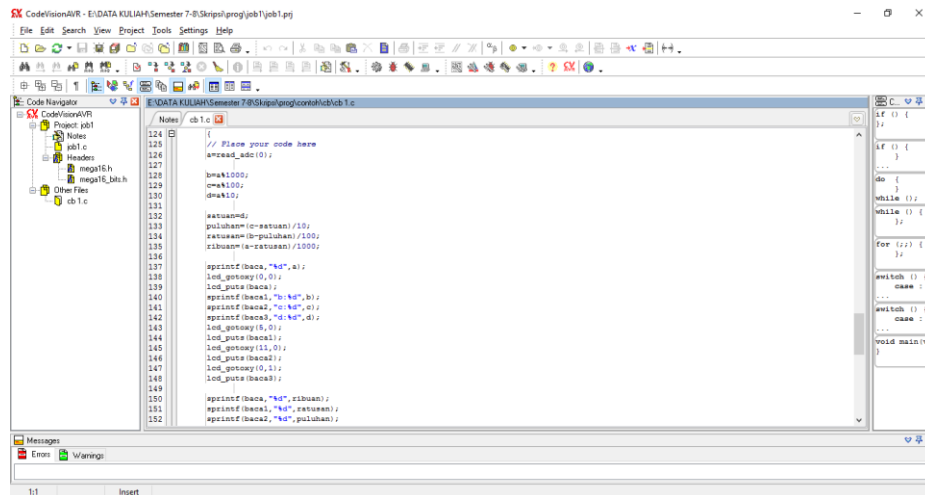 CodeVisionAVR - E:\DATA KULIAH\Semester 7-8\Skripsi\prog\job1\job1.prj
File Edit Search View Project Tools Settings Help
Code Navigator
CodeVisionAVR
Project: job1
Notes
job1.c
Headers
mega16.h
mega16_bits.h
Other Files
cb 1.c
E:\DATA KULIAH\Semester 7-8\Skripsi\prog\contoh\cb\cb 1.c
Notes cb 1.c
124 {
125 // Place your code here
126 a=read_adc(0);
127
128 b=a%1000;
129 c=a%100;
130 d=a%10;
131
132 satuan=d;
133 puluhan=(c-satuan)/10;
134 ratusan=(b-puluhan)/100;
135 ribuan=(a-ratusan)/1000;
136
137 sprintf(baca,"%d",a);
138 lcd_gotoxy(0,0);
139 lcd_puts(baca);
140 sprintf(baca1,"b:%d",b);
141 sprintf(baca2,"c:%d",c);
142 sprintf(baca3,"d:%d",d);
143 lcd_gotoxy(5,0);
144 lcd_puts(baca1);
145 lcd_gotoxy(11,0);
146 lcd_puts(baca2);
147 lcd_gotoxy(0,1);
148 lcd_puts(baca3);
149
150 sprintf(baca,"%d",ribuan);
151 sprintf(baca1,"%d",ratusan);
152 sprintf(baca2,"%d",puluhan);
C...
if () {
};
if () {
}
...
do {
}
while ();
while () {
};
for (;;) {
};
switch () {
case :
...
switch () {
case :
...
void main(
}
Messages
Errors Warnings
1:1 Insert